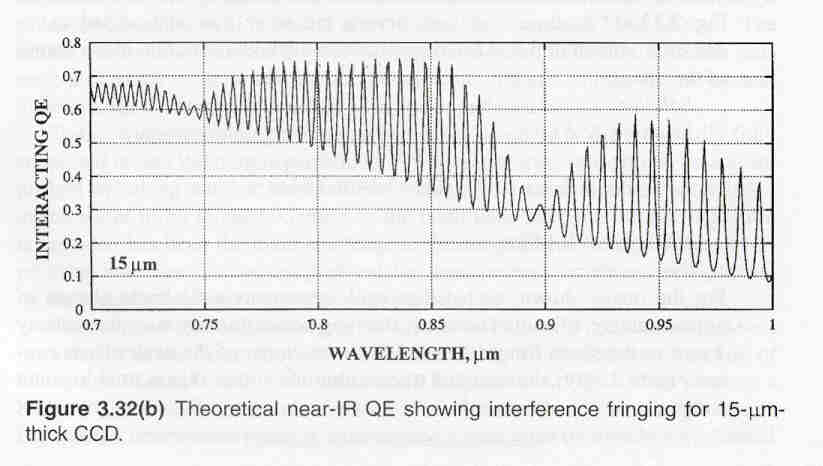 0.8
0.7
0.6
0.5
0.4
0.3
0.2
0.1
0
INTERACTING QE
15 μm
0.7 0.75 0.8 0.85 0.9 0.95 1
WAVELENGTH, μm
Figure 3.32(b) Theoretical near-IR QE showing interference fringing for 15-μm-
thick CCD.